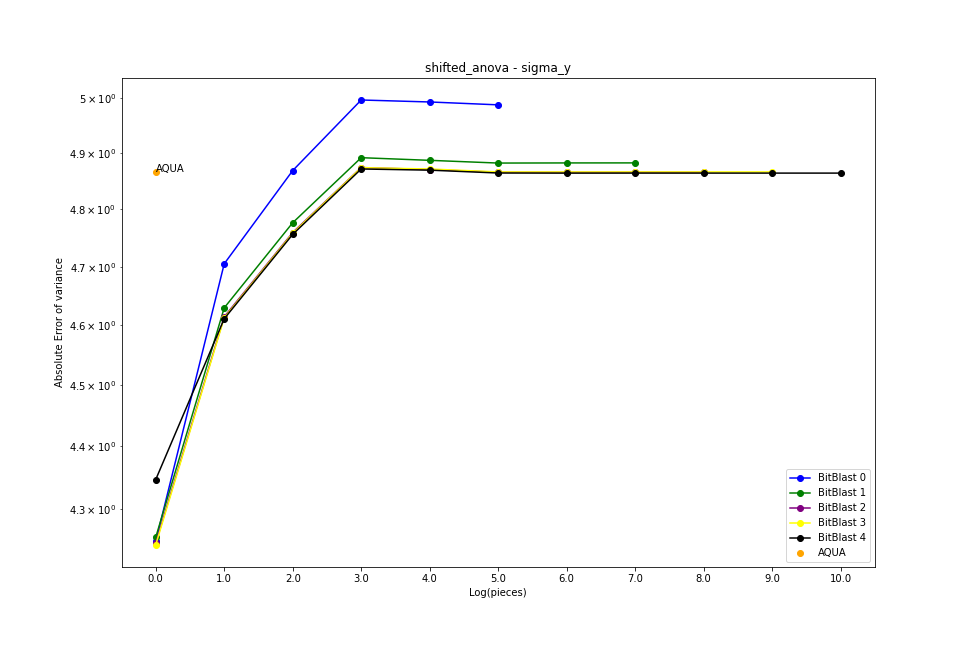 shifted_anova - sigma_y
Absolute Error of variance
5 × 10⁰
4.9 × 10⁰
4.8 × 10⁰
4.7 × 10⁰
4.6 × 10⁰
4.5 × 10⁰
4.4 × 10⁰
4.3 × 10⁰
AQUA
BitBlast 0
BitBlast 1
BitBlast 2
BitBlast 3
BitBlast 4
AQUA
0.0 1.0 2.0 3.0 4.0 5.0 6.0 7.0 8.0 9.0 10.0
Log(pieces)